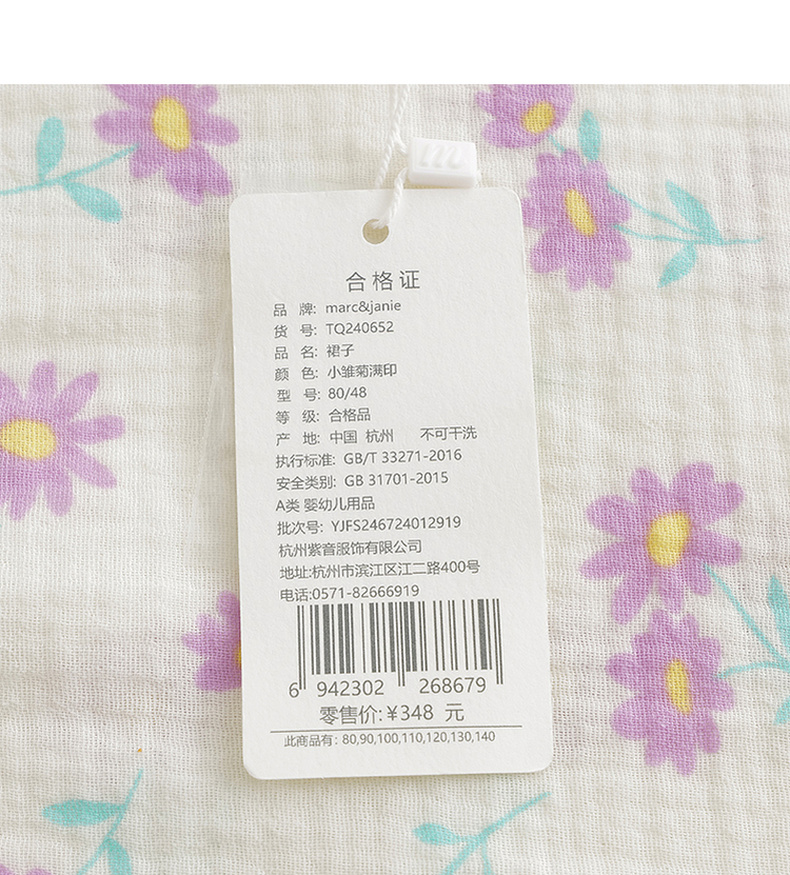 合格证
品 牌: marc&janie
货 号: TQ240652
品 名: 裙子
颜 色: 小雏菊满印
型 号: 80/48
等 级: 合格品
产 地: 中国 杭州 不可干洗
执行标准: GB/T 33271-2016
安全类别: GB 31701-2015
A类 婴幼儿用品
批次号: YJFS246724012919
杭州紫音服饰有限公司
地址:杭州市滨江区江二路400号
电话:0571-82666919
6 942302 268679
零售价:¥348 元
此商品有: 80,90,100,110,120,130,140